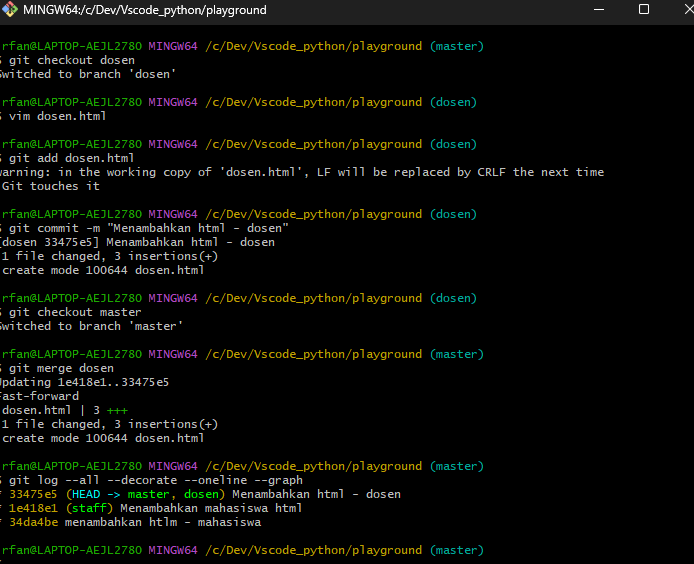 MINGW64:/c/Dev/Vscode_python/playground
rfan@LAPTOP-AEJL2780 MINGW64 /c/Dev/Vscode_python/playground (master)
$ git checkout dosen
Switched to branch 'dosen'
rfan@LAPTOP-AEJL2780 MINGW64 /c/Dev/Vscode_python/playground (dosen)
$ vim dosen.html
rfan@LAPTOP-AEJL2780 MINGW64 /c/Dev/Vscode_python/playground (dosen)
$ git add dosen.html
warning: in the working copy of 'dosen.html', LF will be replaced by CRLF the next time
Git touches it
rfan@LAPTOP-AEJL2780 MINGW64 /c/Dev/Vscode_python/playground (dosen)
$ git commit -m "Menambahkan html - dosen"
[dosen 33475e5] Menambahkan html - dosen
1 file changed, 3 insertions(+)
create mode 100644 dosen.html
rfan@LAPTOP-AEJL2780 MINGW64 /c/Dev/Vscode_python/playground (dosen)
$ git checkout master
Switched to branch 'master'
rfan@LAPTOP-AEJL2780 MINGW64 /c/Dev/Vscode_python/playground (master)
$ git merge dosen
Updating 1e418e1..33475e5
Fast-forward
dosen.html | 3 +++
1 file changed, 3 insertions(+)
create mode 100644 dosen.html
rfan@LAPTOP-AEJL2780 MINGW64 /c/Dev/Vscode_python/playground (master)
$ git log --all --decorate --oneline --graph
* 33475e5 (HEAD -> master, dosen) Menambahkan html - dosen
* 1e418e1 (staff) Menambahkan mahasiswa html
* 34da4be menambahkan htlm - mahasiswa
rfan@LAPTOP-AEJL2780 MINGW64 /c/Dev/Vscode_python/playground (master)